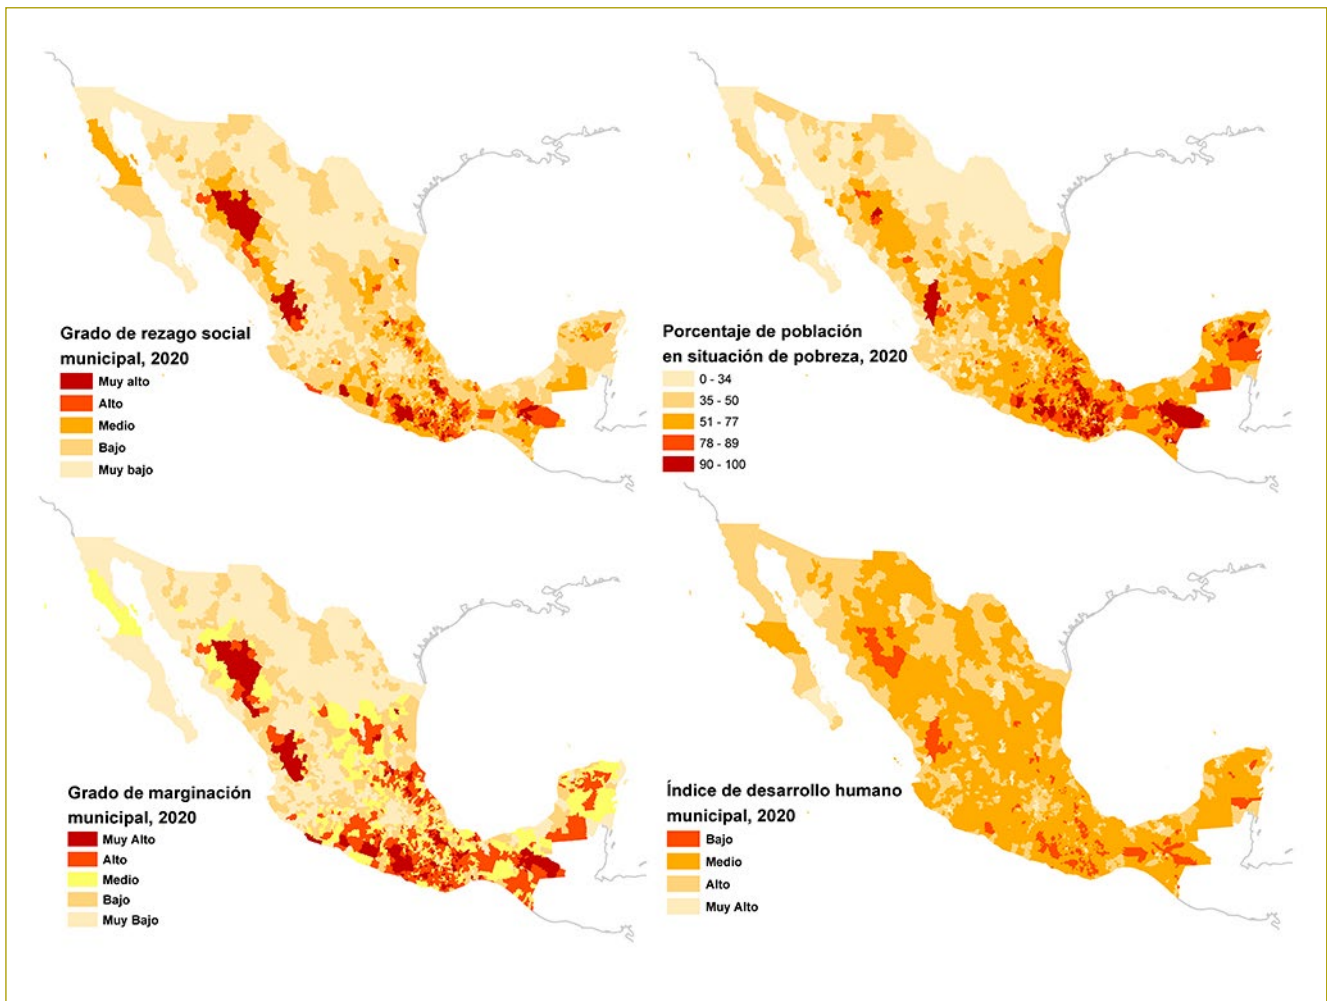 Grado de rezago social
municipal, 2020
Muy alto
Alto
Medio
Bajo
Muy bajo
Porcentaje de población
en situación de pobreza, 2020
0 - 34
35 - 50
51 - 77
78 - 89
90 - 100
Grado de marginación
municipal, 2020
Muy Alto
Alto
Medio
Bajo
Muy Bajo
Índice de desarrollo humano
municipal, 2020
Bajo
Medio
Alto
Muy Alto